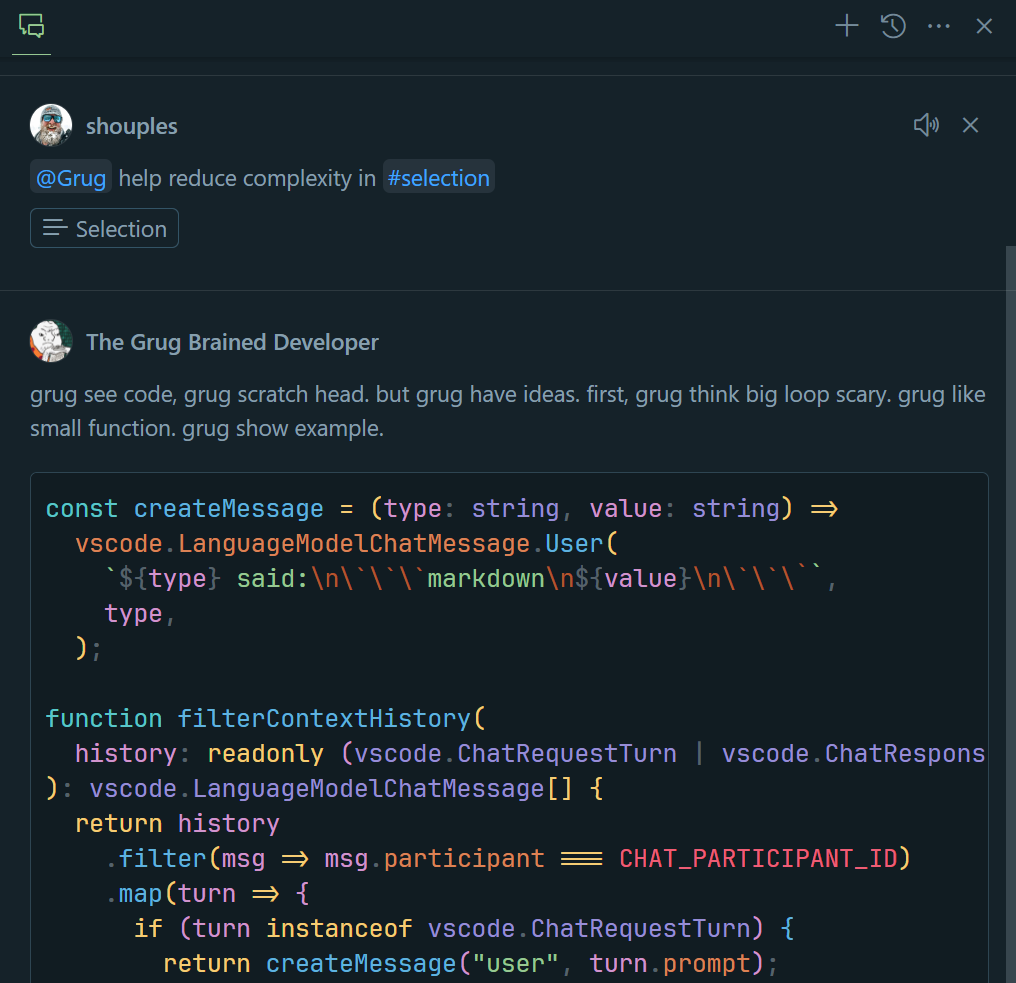 shouples
@Grug help reduce complexity in #selection
Selection
The Grug Brained Developer
grug see code, grug scratch head. but grug have ideas. first, grug think big loop scary. grug like
small function. grug show example.
const createMessage = (type: string, value: string) =>
  vscode.LanguageModelChatMessage.User(
    `${type} said:\n\`\`\`markdown\n${value}\n\`\`\``,
    type,
  );

function filterContextHistory(
  history: readonly (vscode.ChatRequestTurn | vscode.ChatRespons
): vscode.LanguageModelChatMessage[] {
  return history
    .filter(msg => msg.participant === CHAT_PARTICIPANT_ID)
    .map(turn => {
      if (turn instanceof vscode.ChatRequestTurn) {
        return createMessage("user", turn.prompt);